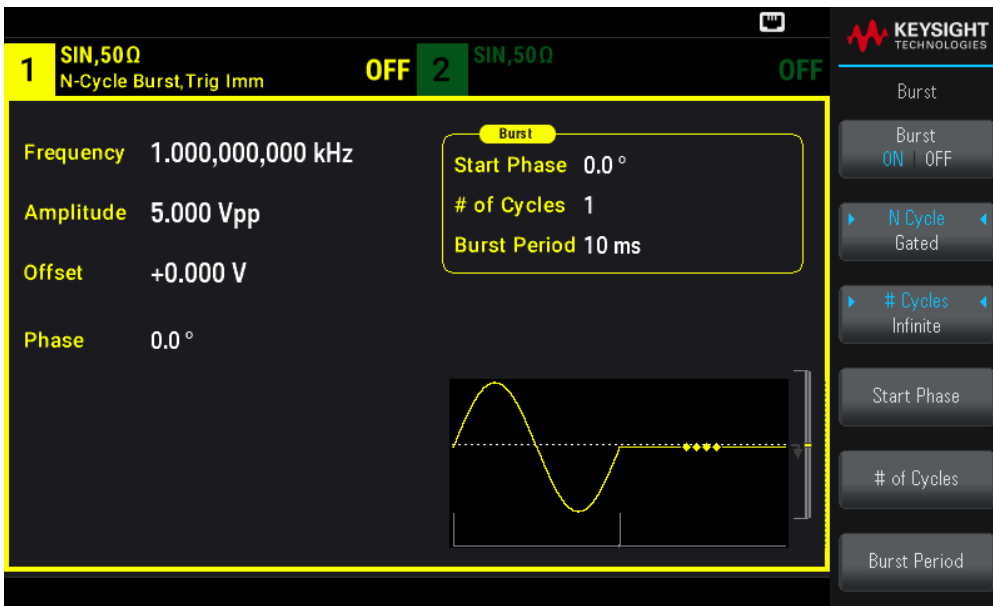 KEYSIGHT
TECHNOLOGIES
1 SIN,50Ω
N-Cycle Burst,Trig Imm
OFF
2 SIN,50Ω
OFF
Frequency 1.000,000,000 kHz
Amplitude 5.000 Vpp
Offset +0.000 V
Phase 0.0 °
Burst
Start Phase 0.0 °
# of Cycles 1
Burst Period 10 ms
Burst
Burst
ON | OFF
N Cycle
Gated
# Cycles
Infinite
Start Phase
# of Cycles
Burst Period